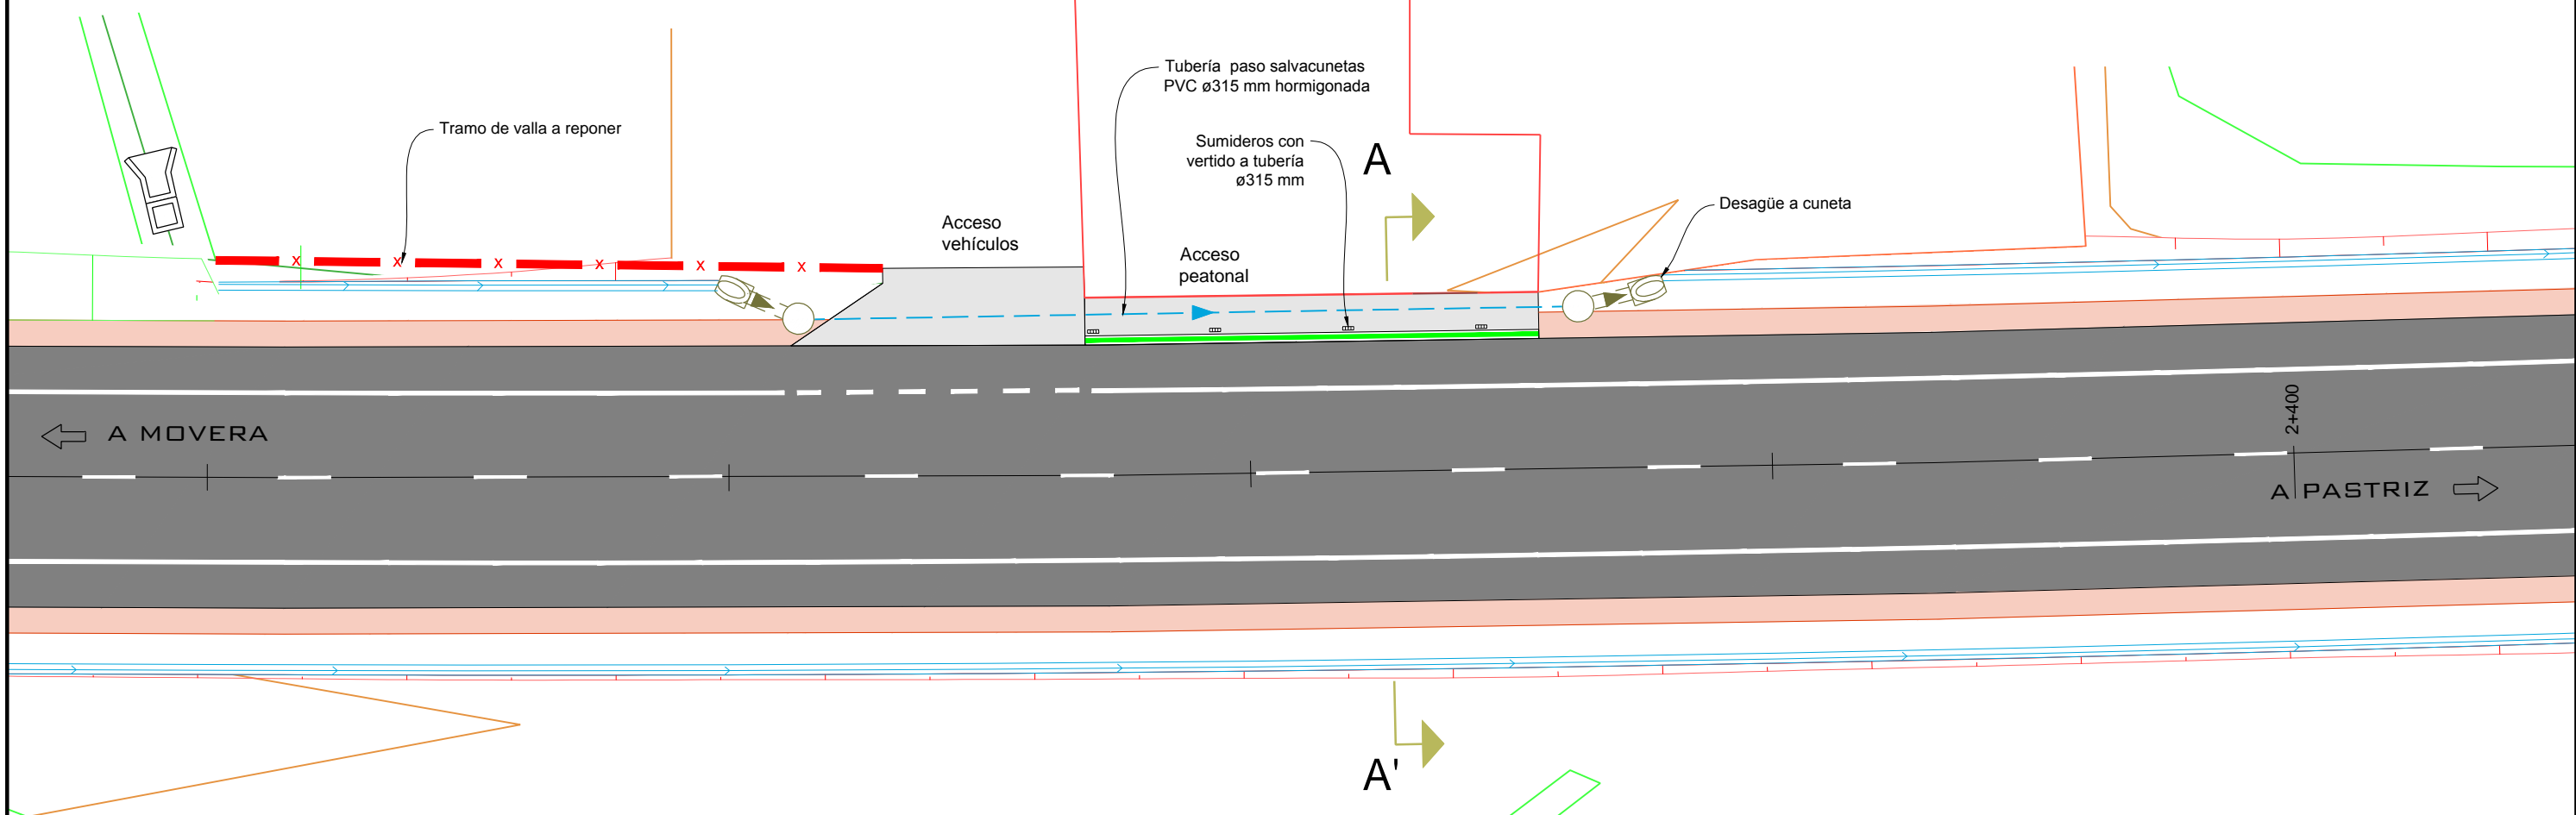 Tubería paso salvacunetas
PVC ø315 mm hormigonada
Tramo de valla a reponer
Sumideros con
vertido a tubería
ø315 mm
A
Desagüe a cuneta
Acceso
vehículos
Acceso
peatonal
x x x x x x
2+400
A MOVERA
A PASTRIZ
A'